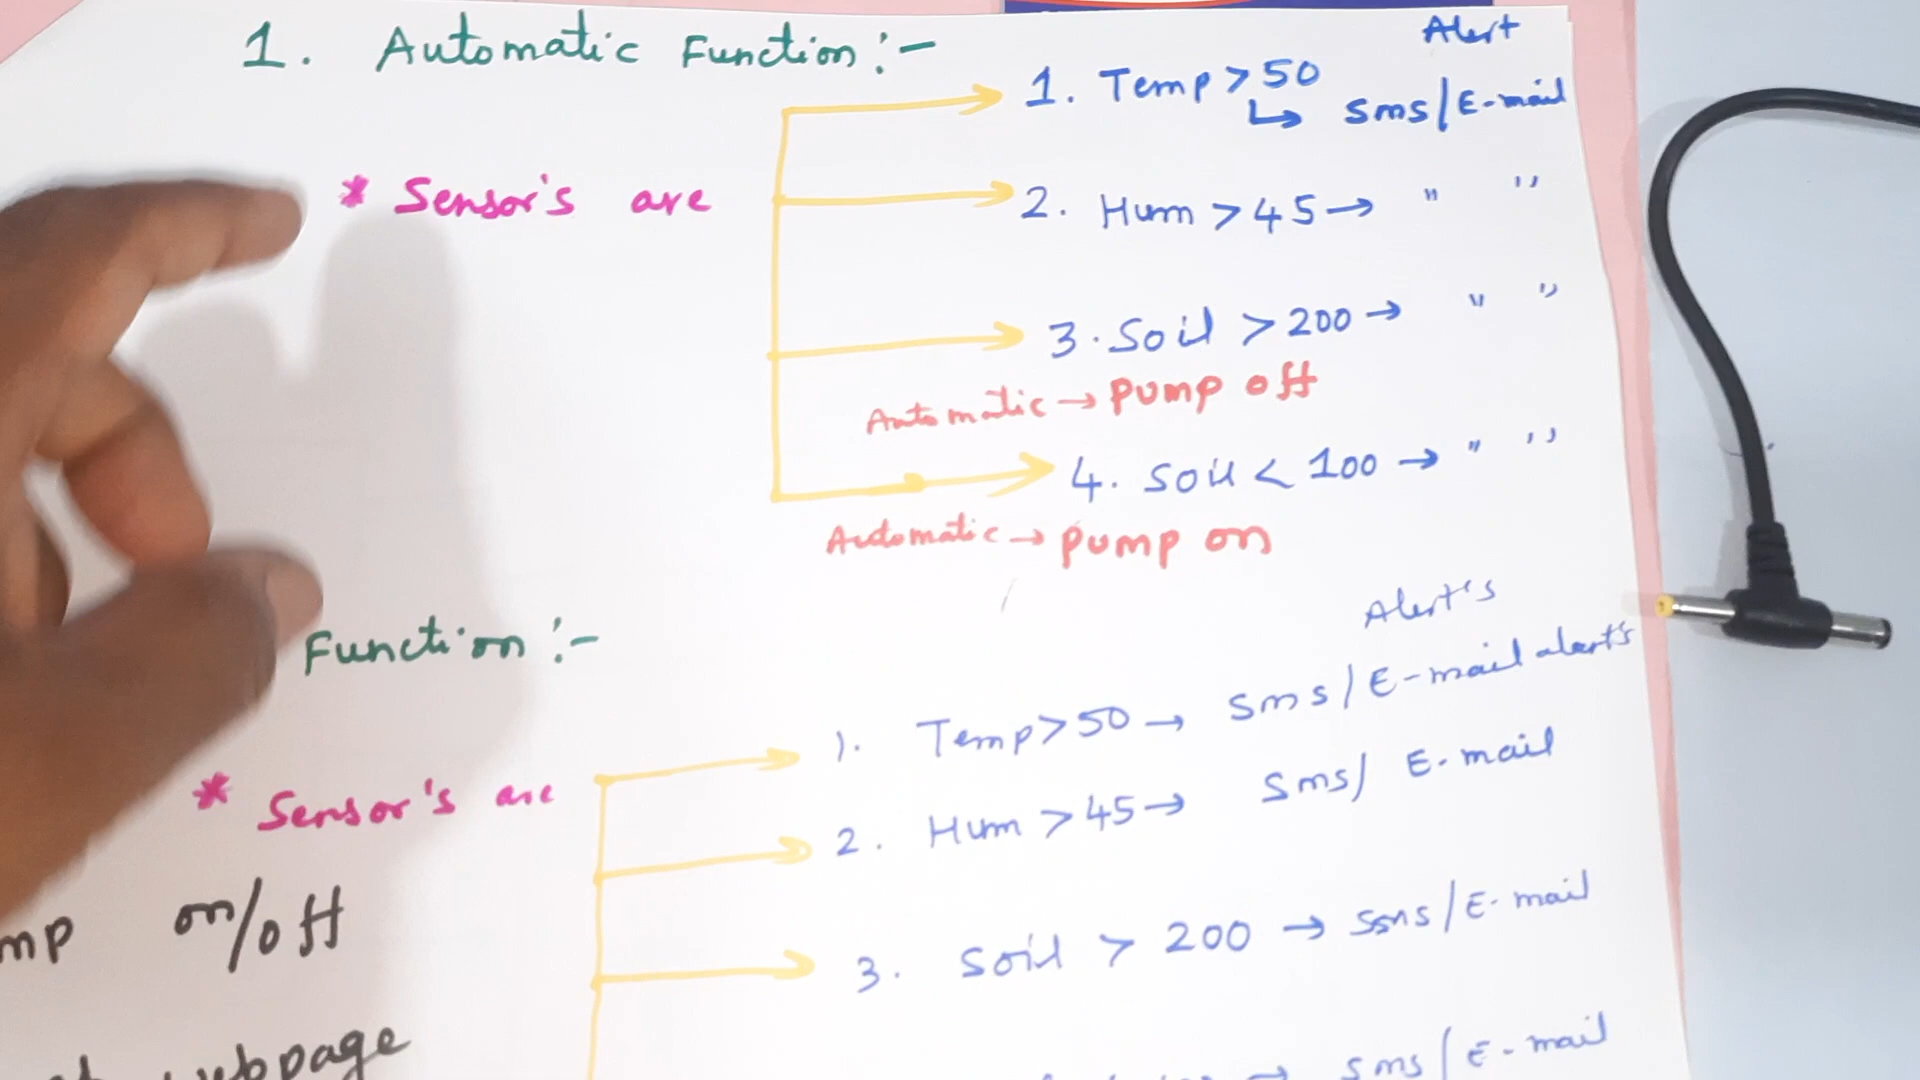 1. Automatic Function :-
Alert
1. Temp > 50
↳ Sms/E-mail
* Sensor's are
2. Hum > 45 → " "
3. Soil > 200 → " "
Automatic → Pump off
4. Soil < 100 → " "
Automatic → Pump on
Function :-
Alert's
1. Temp > 50 → Sms/E-mail alert's
* Sensor's are
2. Hum > 45 → Sms/ E-mail
on/off
3. Soil > 200 → Sms/E-mail
webpage
→ Sms/E-mail